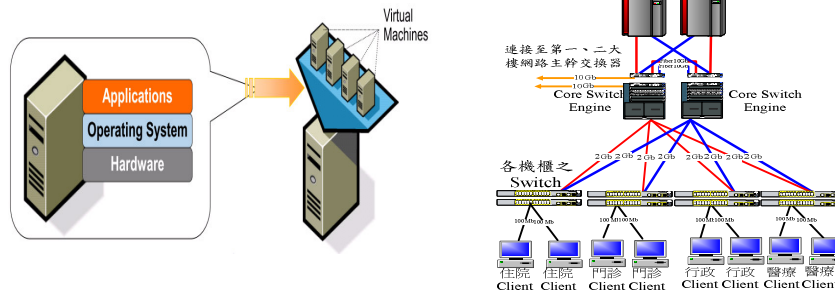 Virtual
Machines
Applications
Operating System
Hardware
連接至第一、二大
樓網路主幹交換器
Fiber10Gb
Fiber10Gb
10 Gb
10Gb
Core Switch
Engine
Core Switch
Engine
2 Gb 2 Gb 2 Gb 2 Gb 2 Gb 2 Gb 2 Gb 2 Gb
各機櫃之
Switch
100 Mb 100 Mb 100 Mb 100 Mb 100 Mb 100 Mb 100 Mb 100 Mb
住院 住院 門診 門診 行政 行政 醫療 醫療
Client Client Client Client Client Client Client Client